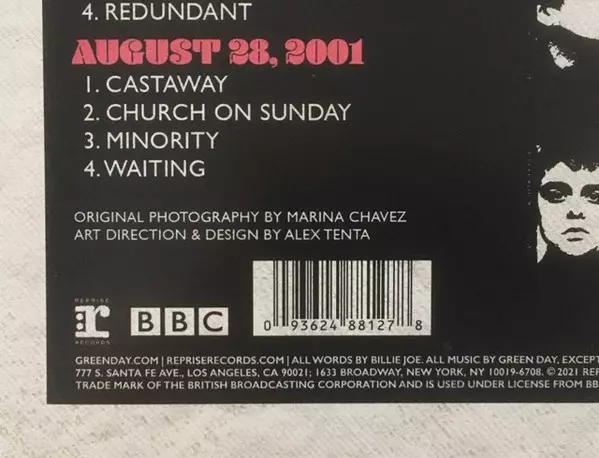 4. REDUNDANT
AUGUST 28, 2001
1. CASTAWAY
2. CHURCH ON SUNDAY
3. MINORITY
4. WAITING
ORIGINAL PHOTOGRAPHY BY MARINA CHAVEZ
ART DIRECTION & DESIGN BY ALEX TENTA
REPRISE
r
RECORDS
BBC
0 93624 88127 8
GREENDAY.COM | REPRISERECORDS.COM | ALL WORDS BY BILLIE JOE. ALL MUSIC BY GREEN DAY, EXCEPT
777 S. SANTA FE AVE., LOS ANGELES, CA 90021; 1633 BROADWAY, NEW YORK, NY 10019-6708. © 2021 REP
TRADE MARK OF THE BRITISH BROADCASTING CORPORATION AND IS USED UNDER LICENSE FROM BB